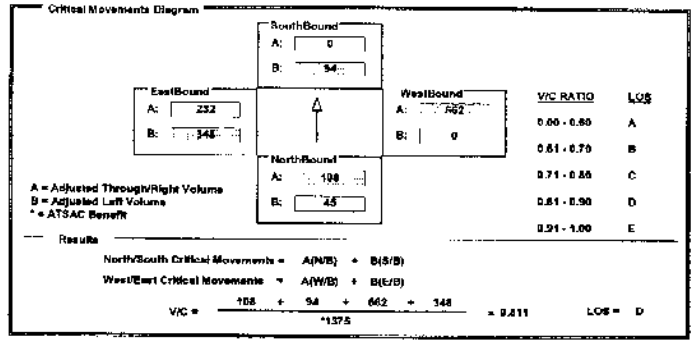 Critical Movements Diagram
SouthBound
A: 0
B: 94
EastBound
A: 232
B: 348
WestBound
A: 662
B: 0
NorthBound
A: 108
B: 45
V/C RATIO LOS
0.00 - 0.60 A
0.61 - 0.70 B
0.71 - 0.80 C
0.81 - 0.90 D
0.91 - 1.00 E
A = Adjusted Through/Right Volume
B = Adjusted Left Volume
* = ATSAC Benefit
Results
North/South Critical Movements = A(N/B) + B(S/B)
West/East Critical Movements = A(W/B) + B(E/B)
V/C = 108 + 94 + 662 + 348 = 0.811 LOS = D
*1375